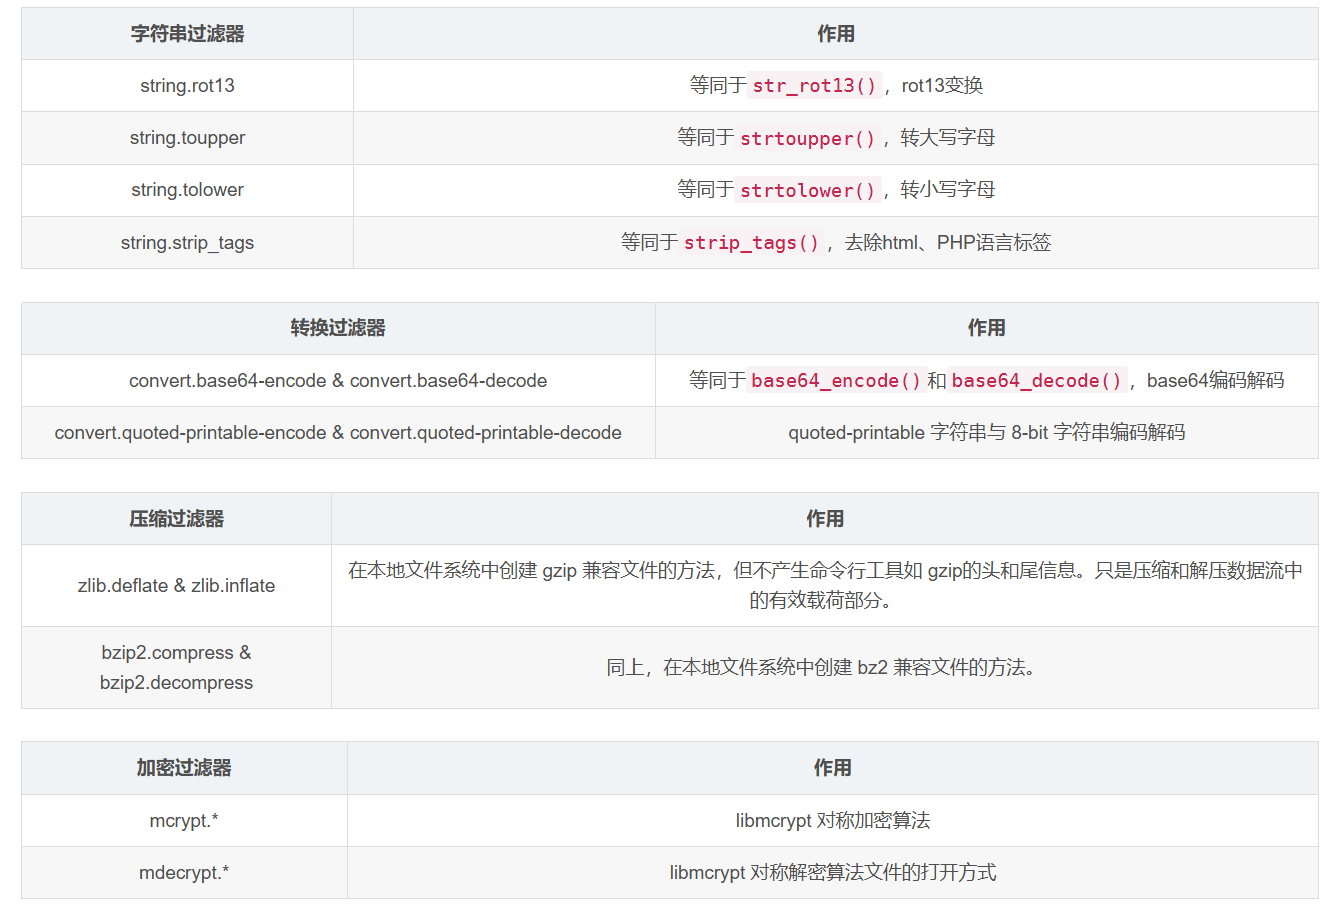 字符串过滤器 作用
string.rot13 等同于 str_rot13() ，rot13变换
string.toupper 等同于 strtoupper() ，转大写字母
string.tolower 等同于 strtolower() ，转小写字母
string.strip_tags 等同于 strip_tags() ，去除html、PHP语言标签
转换过滤器 作用
convert.base64-encode & convert.base64-decode 等同于 base64_encode() 和 base64_decode() ，base64编码解码
convert.quoted-printable-encode & convert.quoted-printable-decode quoted-printable 字符串与 8-bit 字符串编码解码
压缩过滤器 作用
zlib.deflate & zlib.inflate 在本地文件系统中创建 gzip 兼容文件的方法，但不产生命令行工具如 gzip的头和尾信息。只是压缩和解压数据流中
的有效载荷部分。
bzip2.compress &
bzip2.decompress 同上，在本地文件系统中创建 bz2 兼容文件的方法。
加密过滤器 作用
mcrypt.* libmcrypt 对称加密算法
mdecrypt.* libmcrypt 对称解密算法文件的打开方式